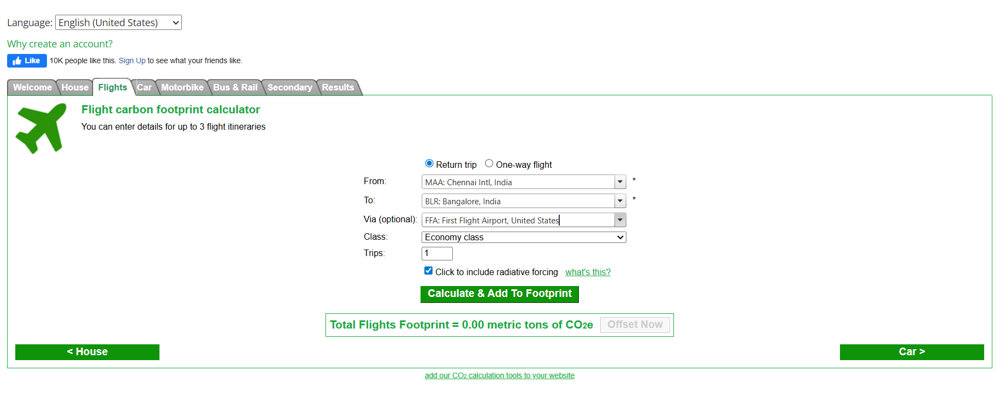 Language: English (United States)
Why create an account?
Like 10K people like this. Sign Up to see what your friends like.
Welcome House Flights Car Motorbike Bus & Rail Secondary Results
Flight carbon footprint calculator
You can enter details for up to 3 flight itineraries
Return trip One-way flight
From: MAA: Chennai Intl, India *
To: BLR: Bangalore, India *
Via (optional): FFA: First Flight Airport, United States
Class: Economy class
Trips: 1
Click to include radiative forcing what's this?
Calculate & Add To Footprint
Total Flights Footprint = 0.00 metric tons of CO2e Offset Now
< House Car >
add our CO2 calculation tools to your website